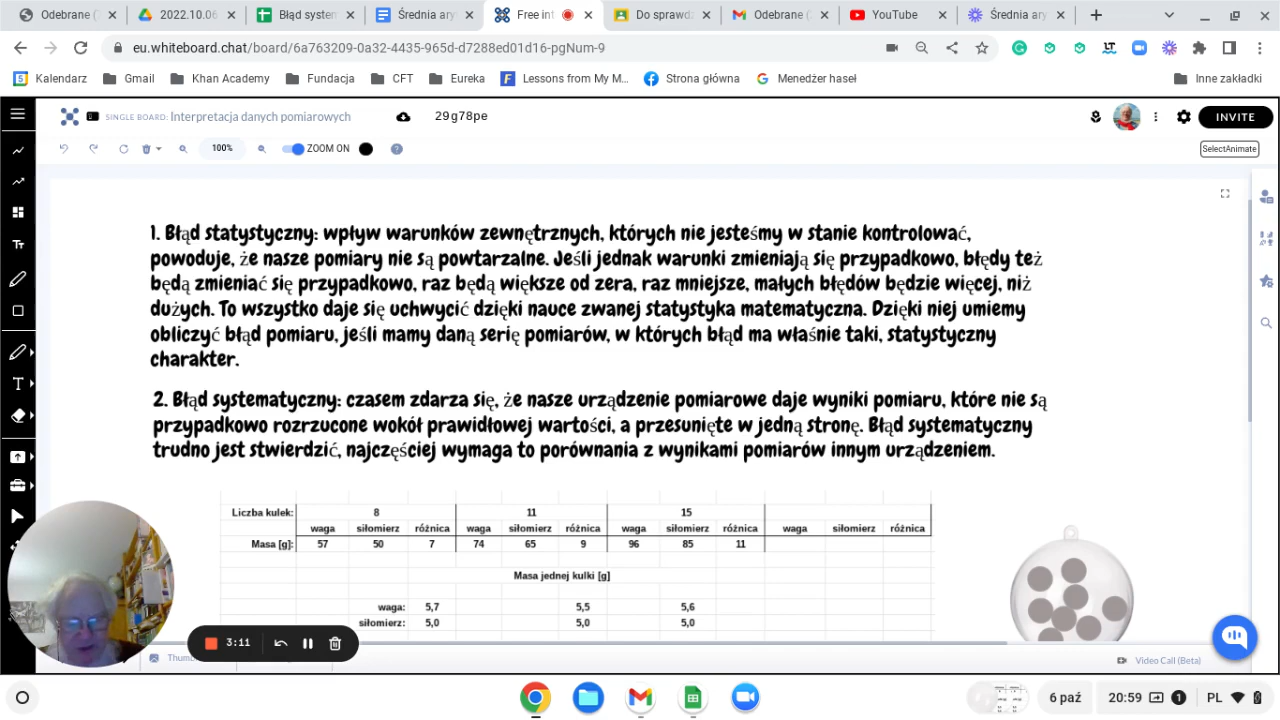 Odebrane (
2022.10.06
Błąd system
Średnia ary
Free int
Do sprawd
Odebrane (
YouTube
Średnia ary
eu.whiteboard.chat/board/6a763209-0a32-4435-965d-d7288ed01d16-pgNum-9
Kalendarz
Gmail
Khan Academy
Fundacja
CFT
Eureka
Lessons from My M...
Strona główna
Menedżer haseł
Inne zakładki
SINGLE BOARD: Interpretacja danych pomiarowych
29g78pe
INVITE
100%
ZOOM ON
SelectAnimate
1. Błąd statystyczny: wpływ warunków zewnętrznych, których nie jesteśmy w stanie kontrolować,
powoduje, że nasze pomiary nie są powtarzalne. Jeśli jednak warunki zmieniają się przypadkowo, błędy też
będą zmieniać się przypadkowo, raz będą większe od zera, raz mniejsze, małych błędów będzie więcej, niż
dużych. To wszystko daje się uchwycić dzięki nauce zwanej statystyka matematyczna. Dzięki niej umiemy
obliczyć błąd pomiaru, jeśli mamy daną serię pomiarów, w których błąd ma właśnie taki, statystyczny
charakter.
2. Błąd systematyczny: czasem zdarza się, że nasze urządzenie pomiarowe daje wyniki pomiaru, które nie są
przypadkowo rozrzucone wokół prawidłowej wartości, a przesunięte w jedną stronę. Błąd systematyczny
trudno jest stwierdzić, najczęściej wymaga to porównania z wynikami pomiarów innym urządzeniem.
Liczba kulek: 8 11 15
waga siłomierz różnica waga siłomierz różnica waga siłomierz różnica waga siłomierz różnica
Masa [g]: 57 50 7 74 65 9 96 85 11
Masa jednej kulki [g]
waga: 5,7 5,5 5,6
siłomierz: 5,0 5,0 5,0
3:11
Thum
Video Call (Beta)
6 paź
20:59
1
PL